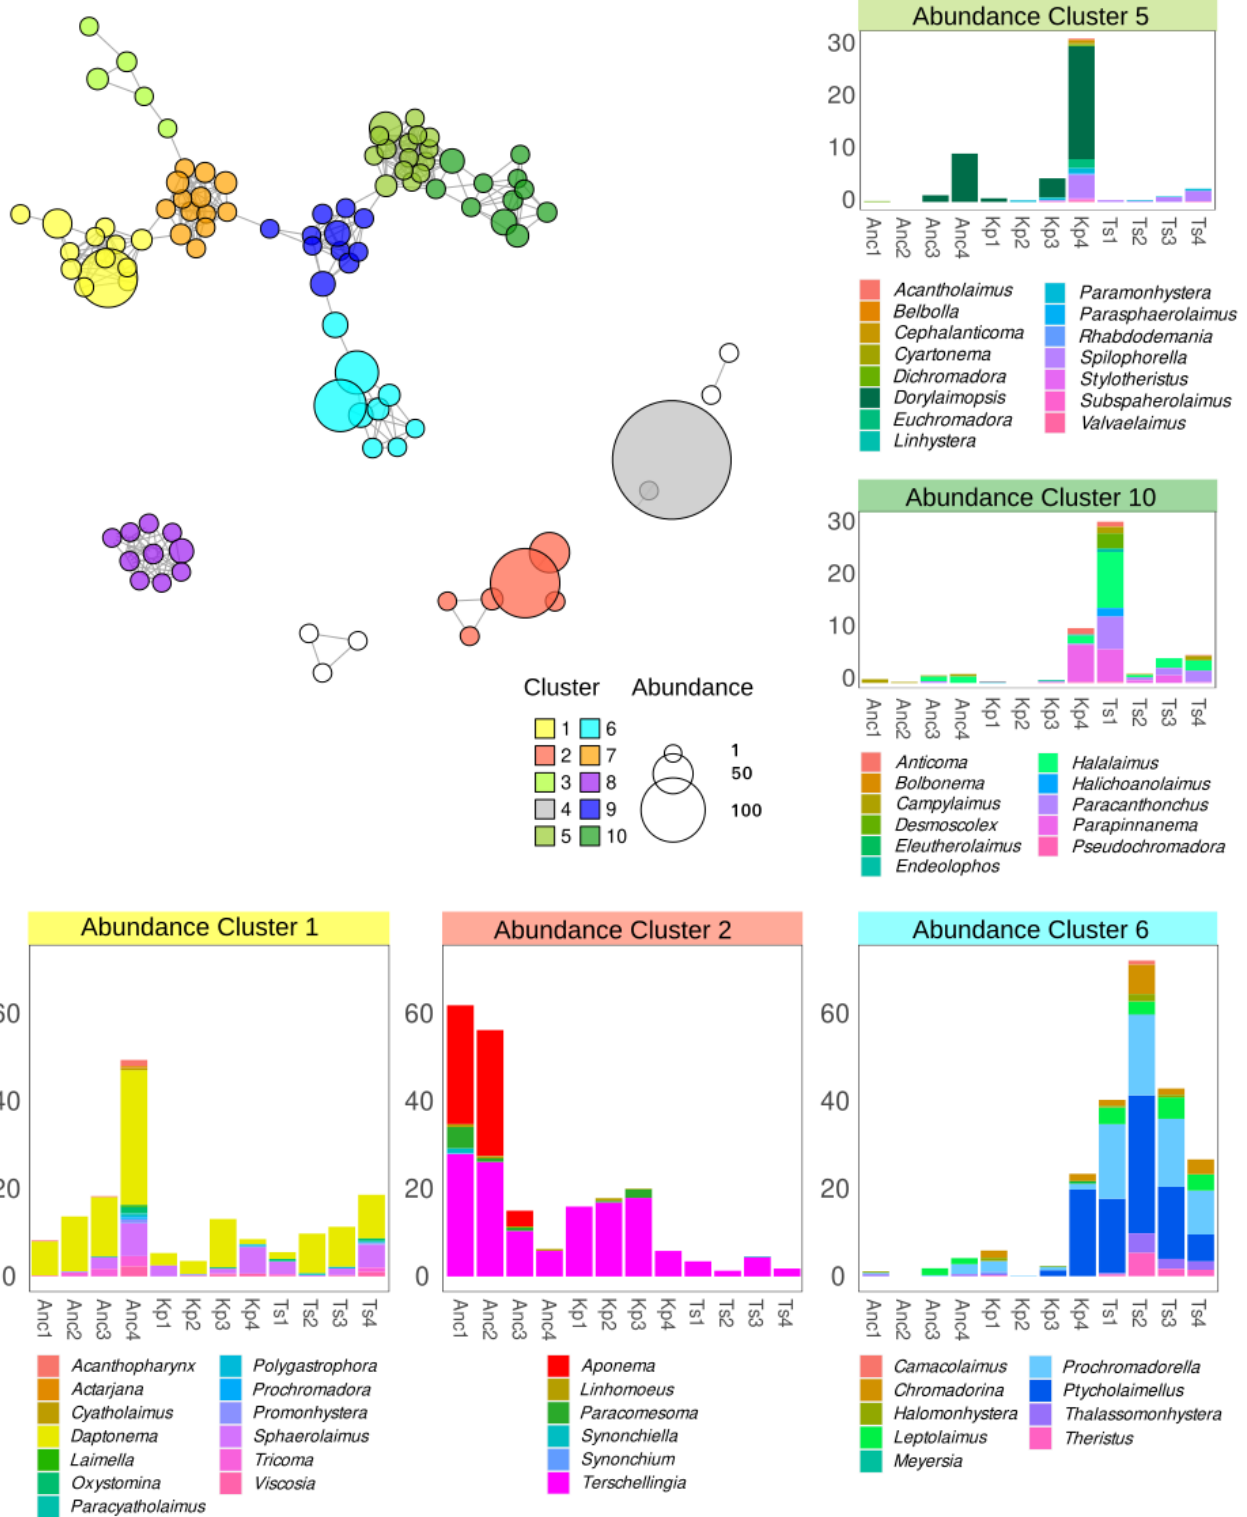 Abundance Cluster 5
30
20
10
0
Anc1 Anc2 Anc3 Anc4 Kp1 Kp2 Kp3 Kp4 Ts1 Ts2 Ts3 Ts4
Acantholaimus Paramonhystera
Belbolla Parasphaerolaimus
Cephalanticoma Rhabdodemania
Cyartonema Spilophorella
Dichromadora Stylotheristus
Dorylaimopsis Subspaherolaimus
Euchromadora Valvaelaimus
Linhystera
Abundance Cluster 10
30
20
10
0
Anc1 Anc2 Anc3 Anc4 Kp1 Kp2 Kp3 Kp4 Ts1 Ts2 Ts3 Ts4
Anticoma Halalaimus
Bolbonema Halichoanolaimus
Campylaimus Paracanthonchus
Desmoscolex Parapinnanema
Eleutherolaimus Pseudochromadora
Endeolophos
Cluster Abundance
1 6
2 7
3 8
4 9
5 10
1
50
100
Abundance Cluster 1
60
40
20
0
Anc1 Anc2 Anc3 Anc4 Kp1 Kp2 Kp3 Kp4 Ts1 Ts2 Ts3 Ts4
Acanthopharynx Polygastrophora
Actarjana Prochromadora
Cyatholaimus Promonhystera
Daptonema Sphaerolaimus
Laimella Tricoma
Oxystomina Viscosia
Paracyatholaimus
Abundance Cluster 2
60
40
20
0
Anc1 Anc2 Anc3 Anc4 Kp1 Kp2 Kp3 Kp4 Ts1 Ts2 Ts3 Ts4
Aponema
Linhomoeus
Paracomesoma
Synonchiella
Synonchium
Terschellingia
Abundance Cluster 6
60
40
20
0
Anc1 Anc2 Anc3 Anc4 Kp1 Kp2 Kp3 Kp4 Ts1 Ts2 Ts3 Ts4
Camacolaimus Prochromadorella
Chromadorina Ptycholaimellus
Halomonhystera Thalassomonhystera
Leptolaimus Theristus
Meyersia